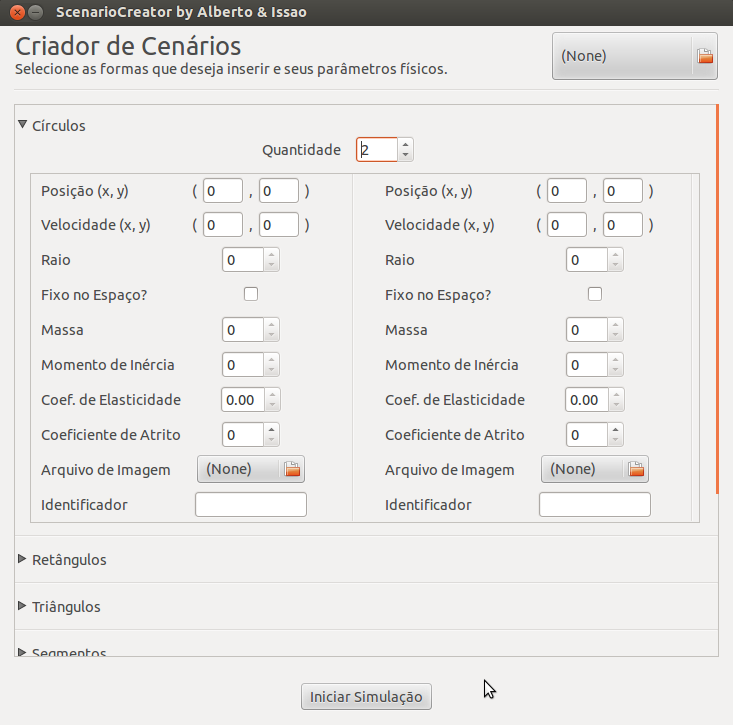 ScenarioCreator by Alberto & Issao
Criador de Cenários
Selecione as formas que deseja inserir e seus parâmetros físicos.
(None)
Círculos
Quantidade 2
Posição (x, y) ( 0 , 0 ) Posição (x, y) ( 0 , 0 )
Velocidade (x, y) ( 0 , 0 ) Velocidade (x, y) ( 0 , 0 )
Raio 0 Raio 0
Fixo no Espaço? Fixo no Espaço?
Massa 0 Massa 0
Momento de Inércia 0 Momento de Inércia 0
Coef. de Elasticidade 0.00 Coef. de Elasticidade 0.00
Coeficiente de Atrito 0 Coeficiente de Atrito 0
Arquivo de Imagem (None) Arquivo de Imagem (None)
Identificador Identificador
Retângulos
Triângulos
Segmentos
Iniciar Simulação